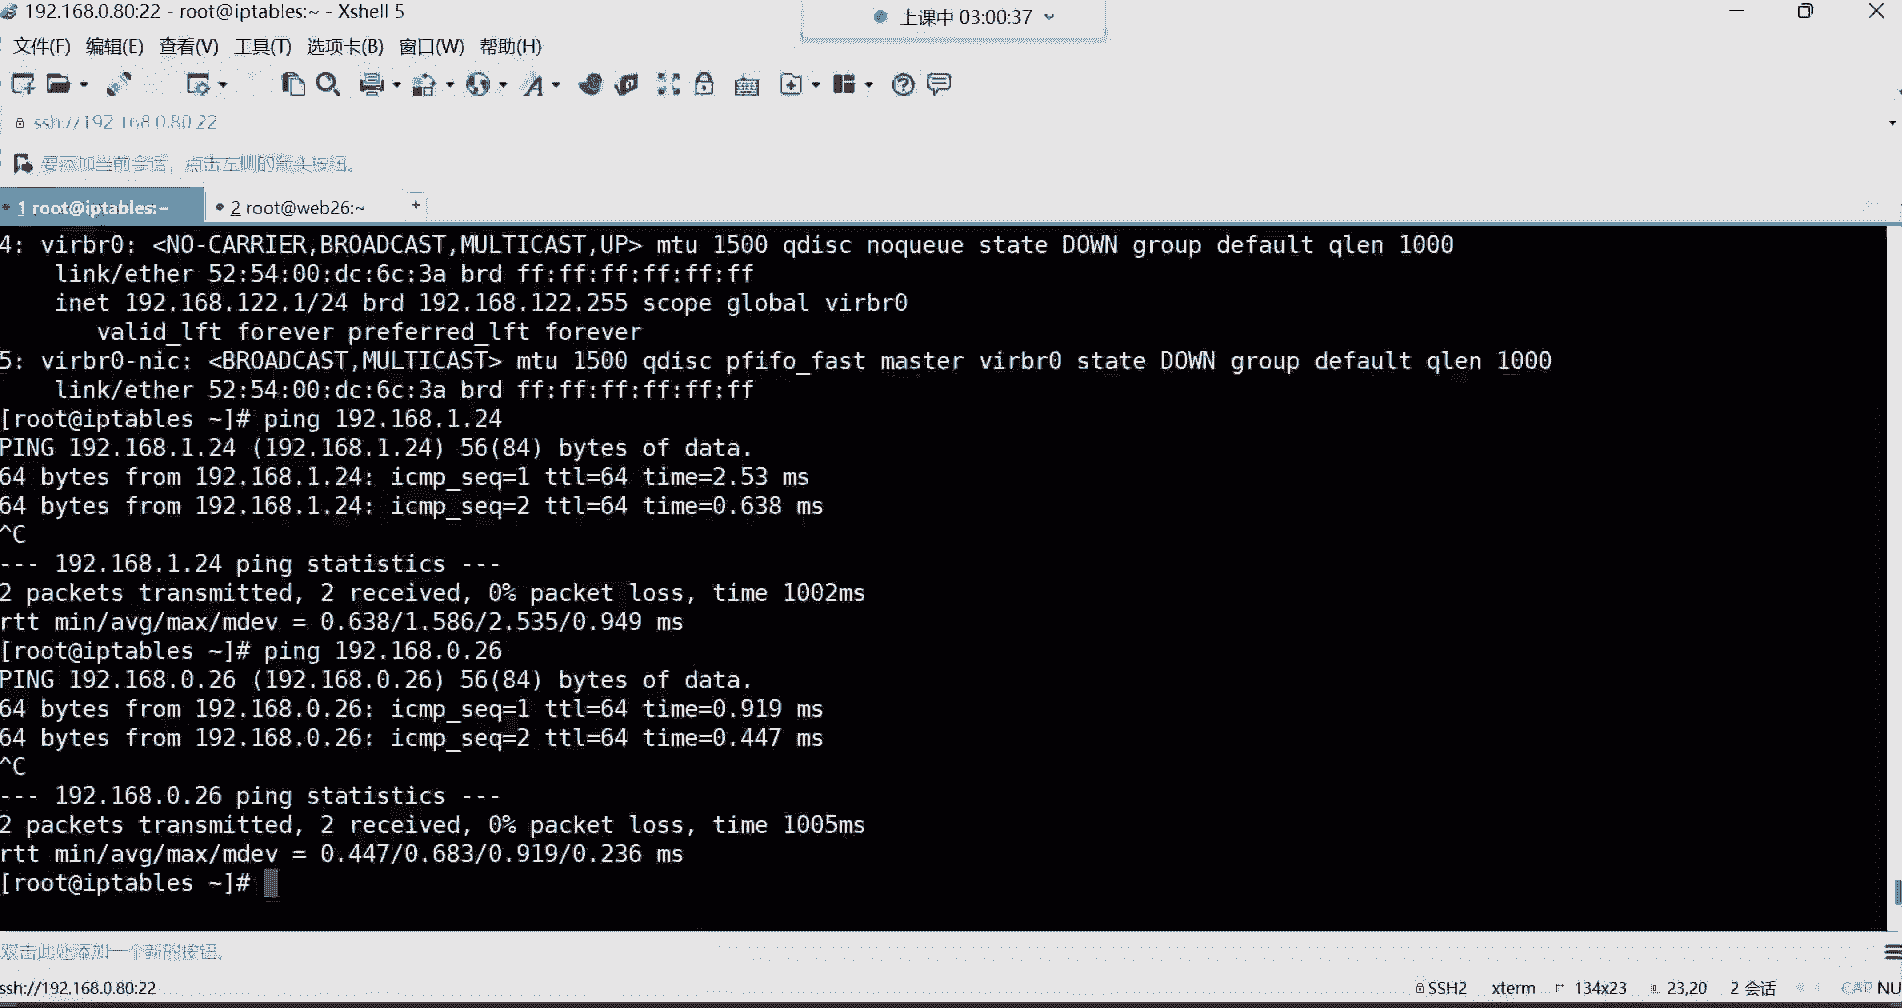 192.168.0.80:22 - root@iptables:~ - Xshell 5
上课中 03:00:37
文件(F) 编辑(E) 查看(V) 工具(T) 选项卡(B) 窗口(W) 帮助(H)
ssh://192.168.0.80:22
要添加当前会话，点击左侧的箭头按钮。
1 root@iptables:~ 2 root@web26:~ +
4: virbr0: <NO-CARRIER,BROADCAST,MULTICAST,UP> mtu 1500 qdisc noqueue state DOWN group default qlen 1000
link/ether 52:54:00:dc:6c:3a brd ff:ff:ff:ff:ff:ff
inet 192.168.122.1/24 brd 192.168.122.255 scope global virbr0
valid_lft forever preferred_lft forever
5: virbr0-nic: <BROADCAST,MULTICAST> mtu 1500 qdisc pfifo_fast master virbr0 state DOWN group default qlen 1000
link/ether 52:54:00:dc:6c:3a brd ff:ff:ff:ff:ff:ff
[root@iptables ~]# ping 192.168.1.24
PING 192.168.1.24 (192.168.1.24) 56(84) bytes of data.
64 bytes from 192.168.1.24: icmp_seq=1 ttl=64 time=2.53 ms
64 bytes from 192.168.1.24: icmp_seq=2 ttl=64 time=0.638 ms
^C
--- 192.168.1.24 ping statistics ---
2 packets transmitted, 2 received, 0% packet loss, time 1002ms
rtt min/avg/max/mdev = 0.638/1.586/2.535/0.949 ms
[root@iptables ~]# ping 192.168.0.26
PING 192.168.0.26 (192.168.0.26) 56(84) bytes of data.
64 bytes from 192.168.0.26: icmp_seq=1 ttl=64 time=0.919 ms
64 bytes from 192.168.0.26: icmp_seq=2 ttl=64 time=0.447 ms
^C
--- 192.168.0.26 ping statistics ---
2 packets transmitted, 2 received, 0% packet loss, time 1005ms
rtt min/avg/max/mdev = 0.447/0.683/0.919/0.236 ms
[root@iptables ~]#
双击此处添加一个新的按钮。
ssh://192.168.0.80:22 SSH2 xterm 134x23 23,20 2 会话 CAP NU